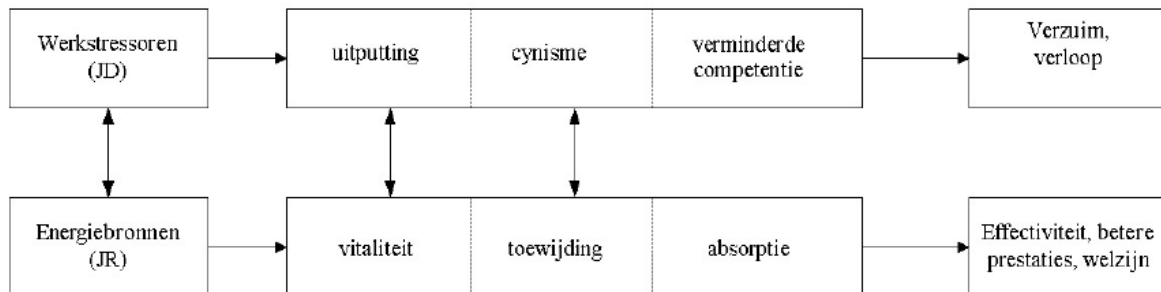 Werkstressoren
(JD)
uitputting
cynisme
verminderde
competentie
Verzuim,
verloop
Energiebronnen
(JR)
vitaliteit
toewijding
absorptie
Effectiviteit, betere
prestaties, welzijn